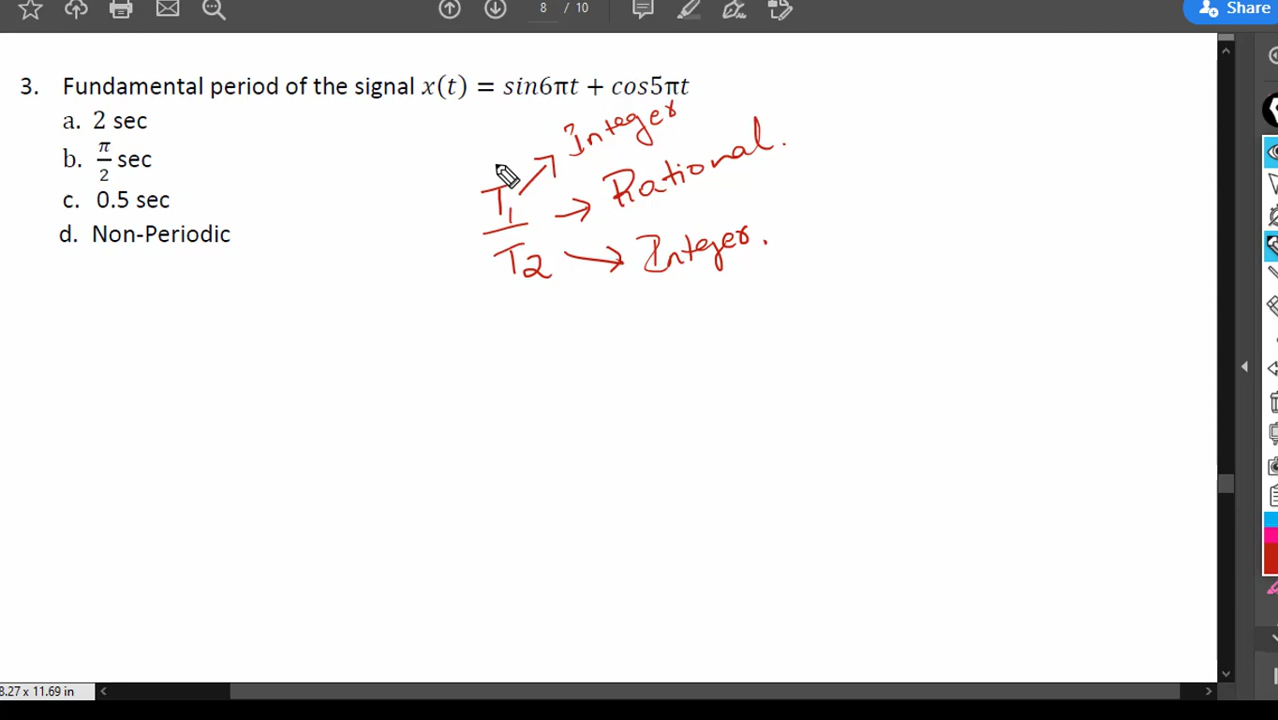 8 / 10
Share
3. Fundamental period of the signal x(t) = sin6πt + cos5πt
a. 2 sec
b. π/2 sec
c. 0.5 sec
d. Non-Periodic
Integer
T1
Rational.
T2
Integer.
8.27 x 11.69 in